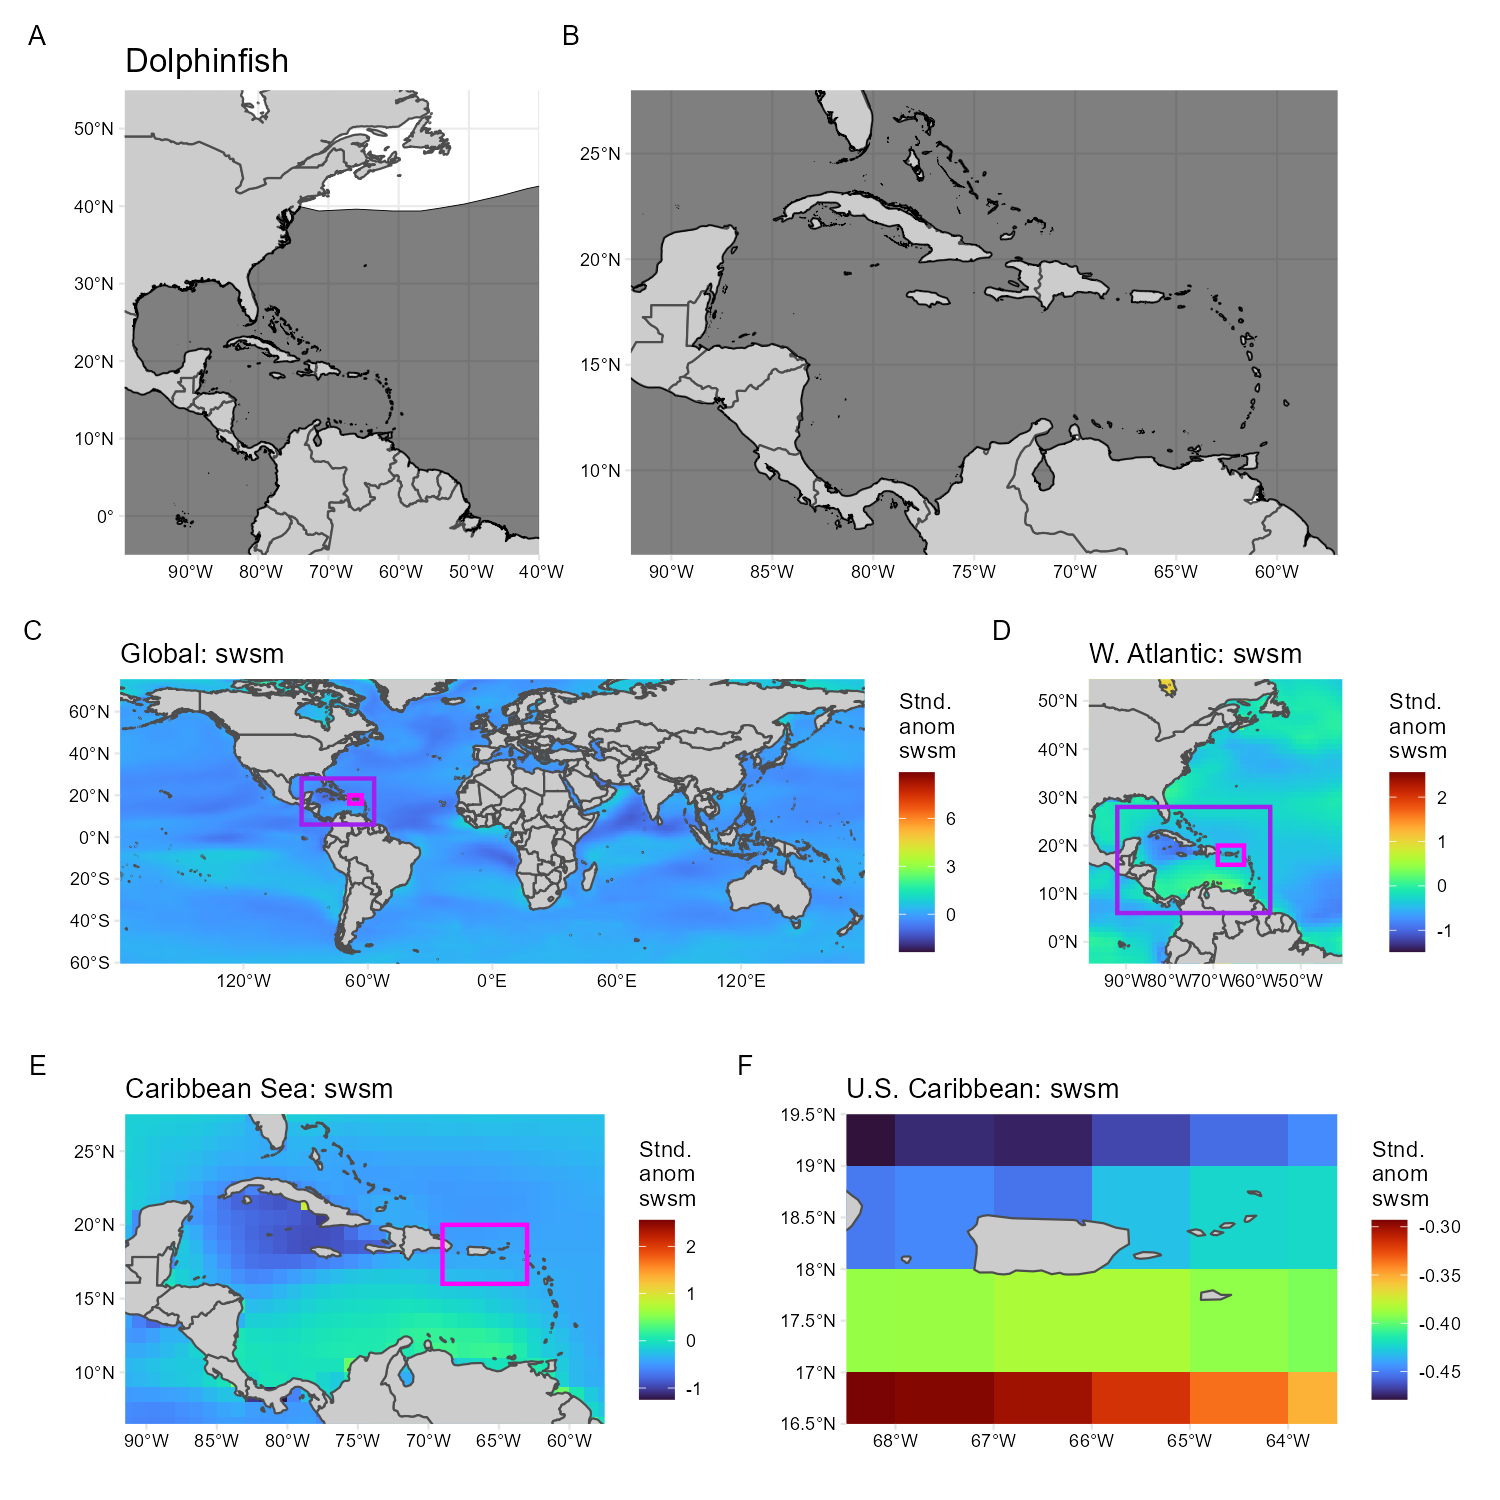 A
B
Dolphinfish
50°N
40°N
30°N
20°N
10°N
0°
90°W 80°W 70°W 60°W 50°W 40°W
25°N
20°N
15°N
10°N
90°W 85°W 80°W 75°W 70°W 65°W 60°W
C
D
Global: swsm
60°N
40°N
20°N
0°N
20°S
40°S
60°S
120°W 60°W 0°E 60°E 120°E
Stnd.
anom
swsm
6
3
0
W. Atlantic: swsm
50°N
40°N
30°N
20°N
10°N
0°N
90°W 80°W 70°W 60°W 50°W
Stnd.
anom
swsm
2
1
0
-1
E
F
Caribbean Sea: swsm
25°N
20°N
15°N
10°N
90°W 85°W 80°W 75°W 70°W 65°W 60°W
Stnd.
anom
swsm
2
1
0
-1
U.S. Caribbean: swsm
19.5°N
19°N
18.5°N
18°N
17.5°N
17°N
16.5°N
68°W 67°W 66°W 65°W 64°W
Stnd.
anom
swsm
-0.30
-0.35
-0.40
-0.45